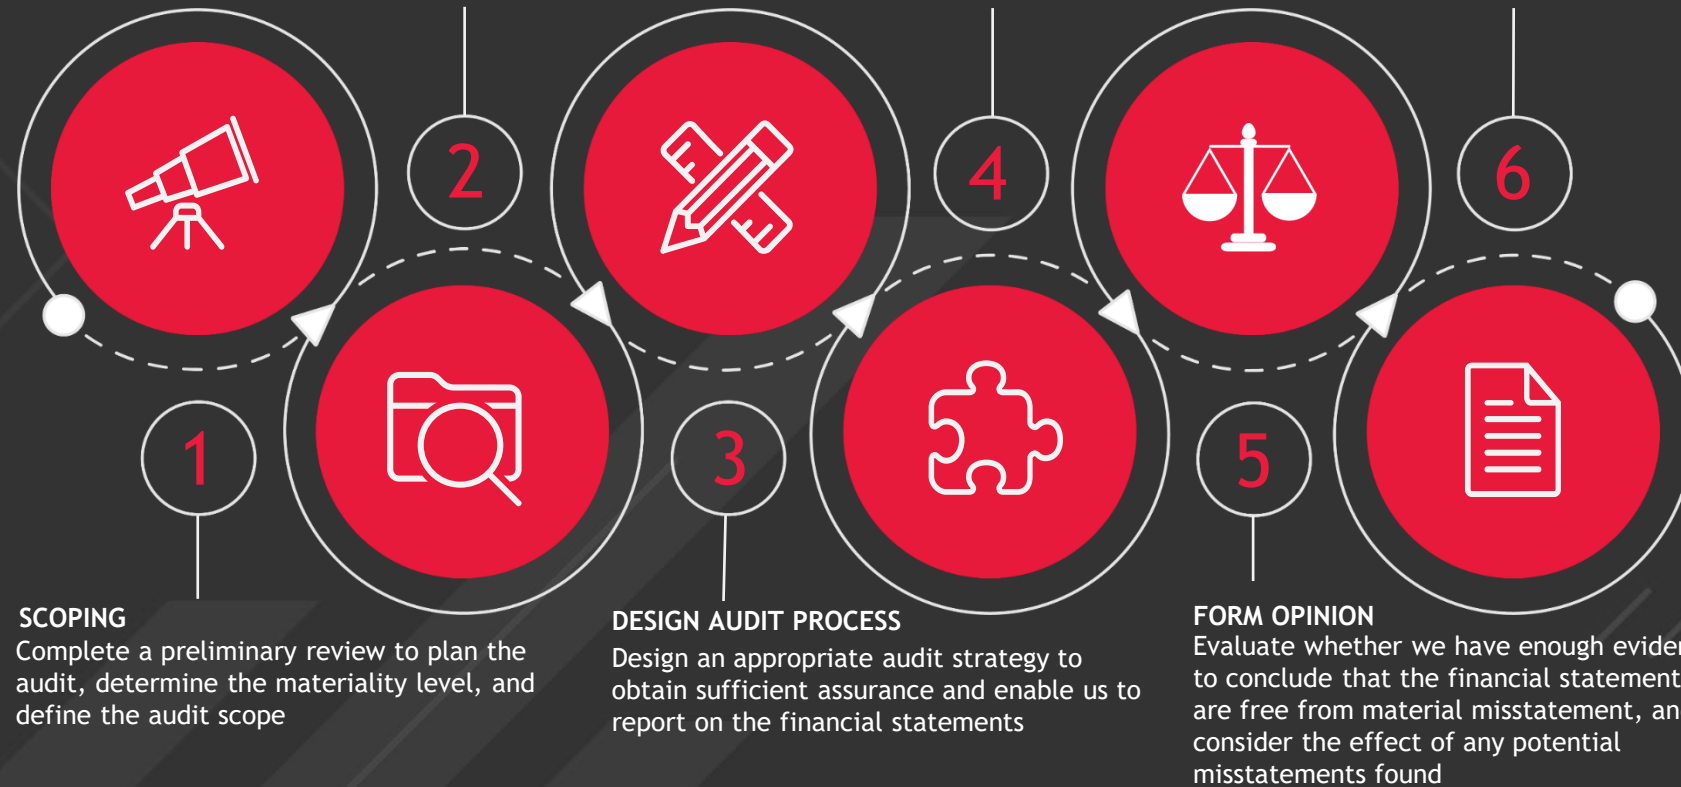 2
4
6
1
3
5
SCOPING
Complete a preliminary review to plan the
audit, determine the materiality level, and
define the audit scope
DESIGN AUDIT PROCESS
Design an appropriate audit strategy to
obtain sufficient assurance and enable us to
report on the financial statements
FORM OPINION
Evaluate whether we have enough
to conclude that the financial statement
are free from material misstatement,
consider the effect of any potential
misstatements found